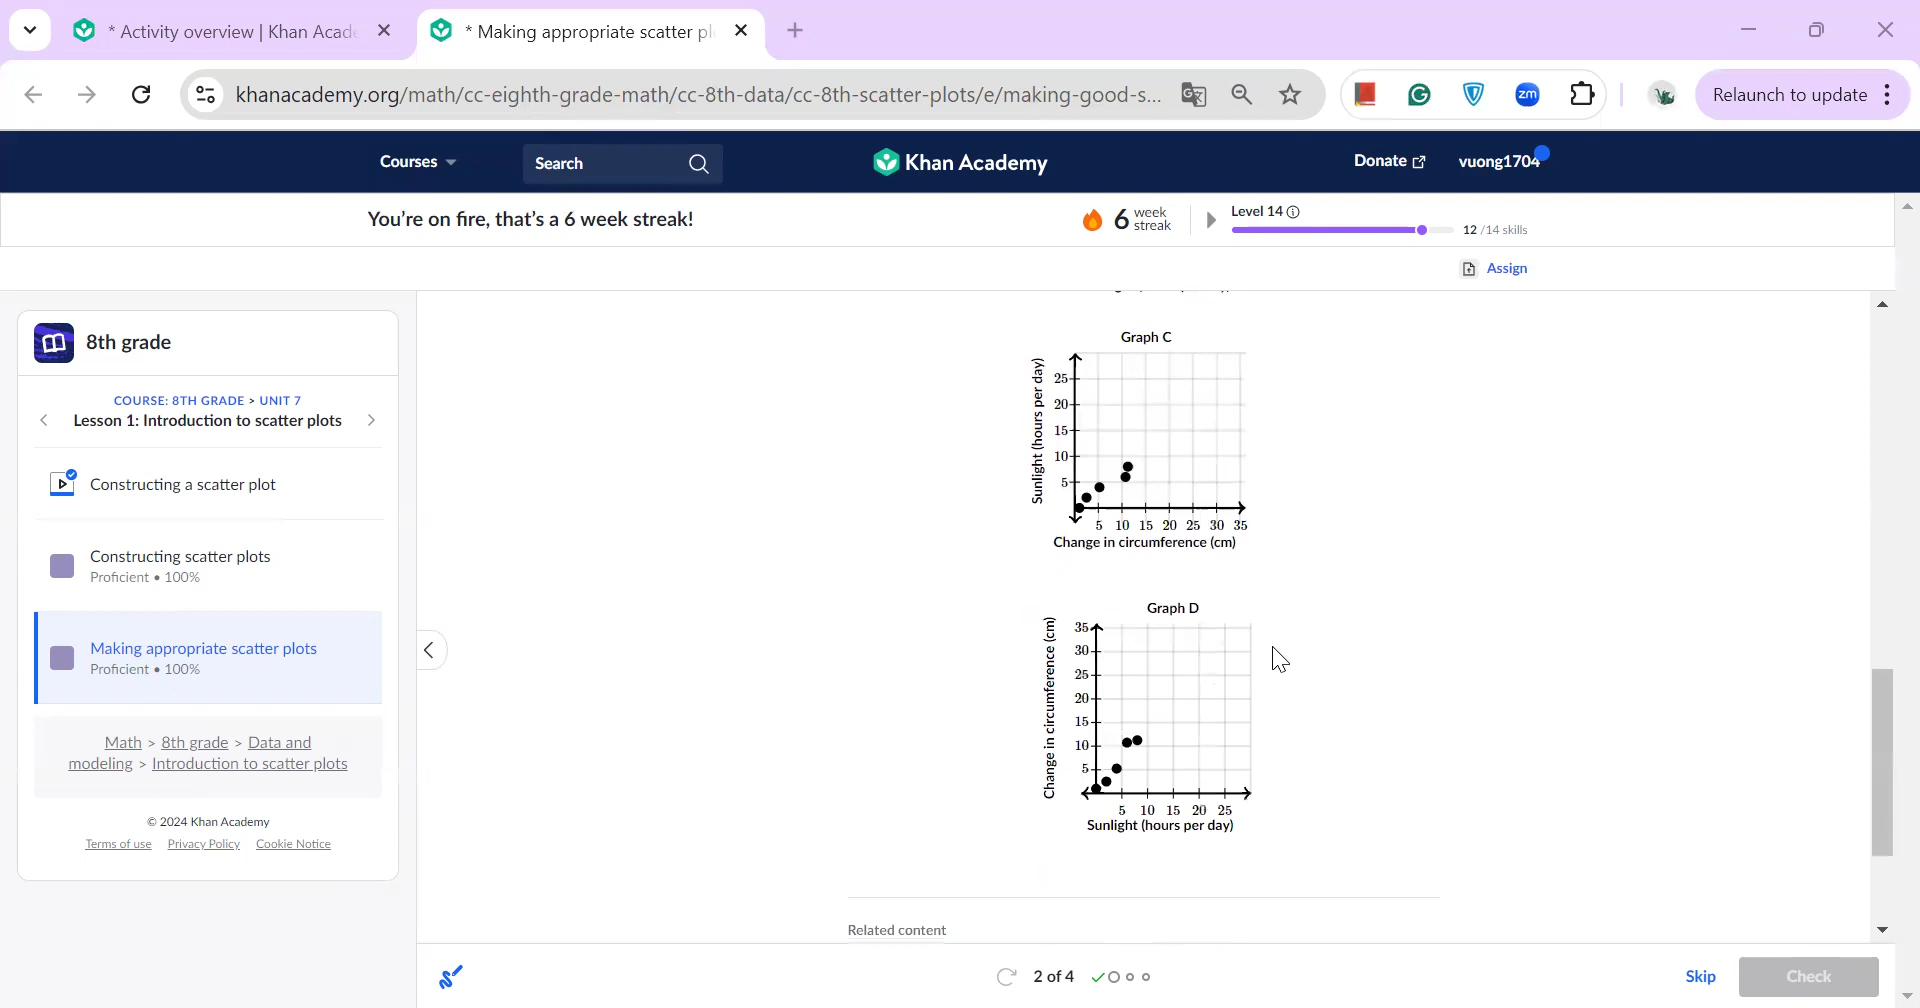 * Activity overview | Khan Acade
* Making appropriate scatter pl
khanacademy.org/math/cc-eighth-grade-math/cc-8th-data/cc-8th-scatter-plots/e/making-good-s...
zm
Relaunch to update
Courses
Search
Khan Academy
Donate
vuong1704
You're on fire, that's a 6 week streak!
6 week streak
Level 14
12 /14 skills
Assign
8th grade
COURSE: 8TH GRADE > UNIT 7
Lesson 1: Introduction to scatter plots
Constructing a scatter plot
Constructing scatter plots
Proficient • 100%
Making appropriate scatter plots
Proficient • 100%
Math > 8th grade > Data and
modeling > Introduction to scatter plots
© 2024 Khan Academy
Terms of use Privacy Policy Cookie Notice
Graph C
Sunlight (hours per day)
25
20
15
10
5
5 10 15 20 25 30 35
Change in circumference (cm)
Graph D
Change in circumference (cm)
35
30
25
20
15
10
5
5 10 15 20 25
Sunlight (hours per day)
Related content
2 of 4
Skip
Check